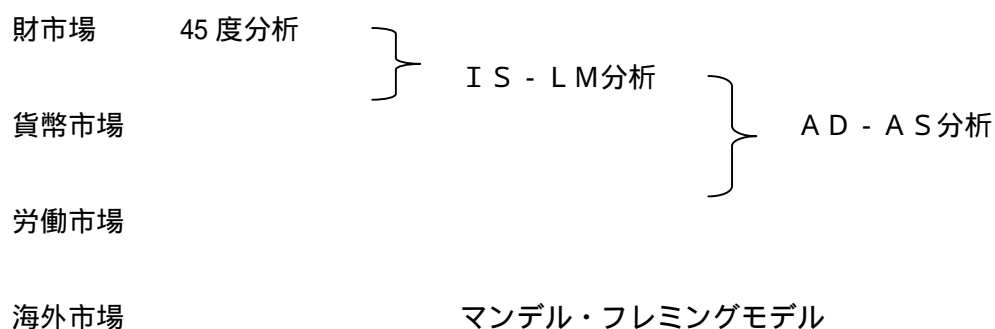 財市場 45 度分析
ＩＳ - ＬＭ分析
貨幣市場 ＡＤ - ＡＳ分析
労働市場
海外市場 マンデル・フレミングモデル